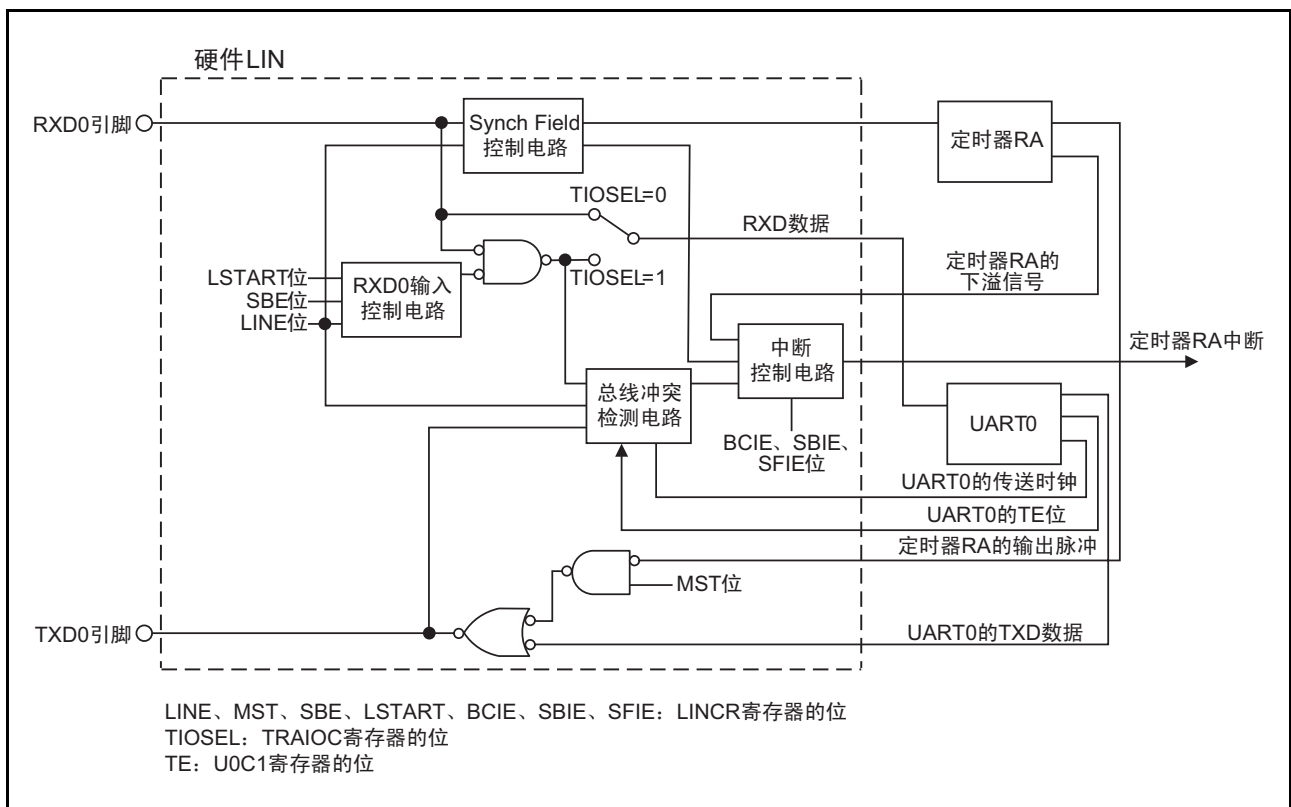 硬件LIN
RXD0引脚
Synch Field
控制电路
定时器RA
TIOSEL=0
RXD数据
LSTART位
SBE位
LINE位
RXD0输入
控制电路
TIOSEL=1
定时器RA的
下溢信号
中断
控制电路
定时器RA中断
总线冲突
检测电路
BCIE、SBIE、
SFIE位
UART0
UART0的传送时钟
UART0的TE位
定时器RA的输出脉冲
MST位
TXD0引脚
UART0的TXD数据
LINE、MST、SBE、LSTART、BCIE、SBIE、SFIE：LINCR寄存器的位
TIOSEL：TRAIOC寄存器的位
TE：U0C1寄存器的位